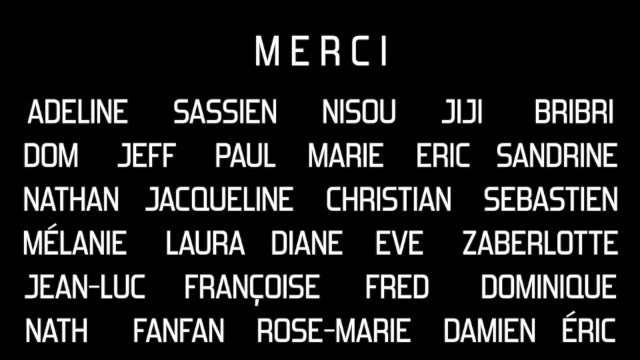 MERCI
ADELINE SASSIEN NISOU JIJI BRIBRI
DOM JEFF PAUL MARIE ERIC SANDRINE
NATHAN JACQUELINE CHRISTIAN SEBASTIEN
MÉLANIE LAURA DIANE EVE ZABERLOTTE
JEAN-LUC FRANÇOISE FRED DOMINIQUE
NATH FANFAN ROSE-MARIE DAMIEN ÉRIC